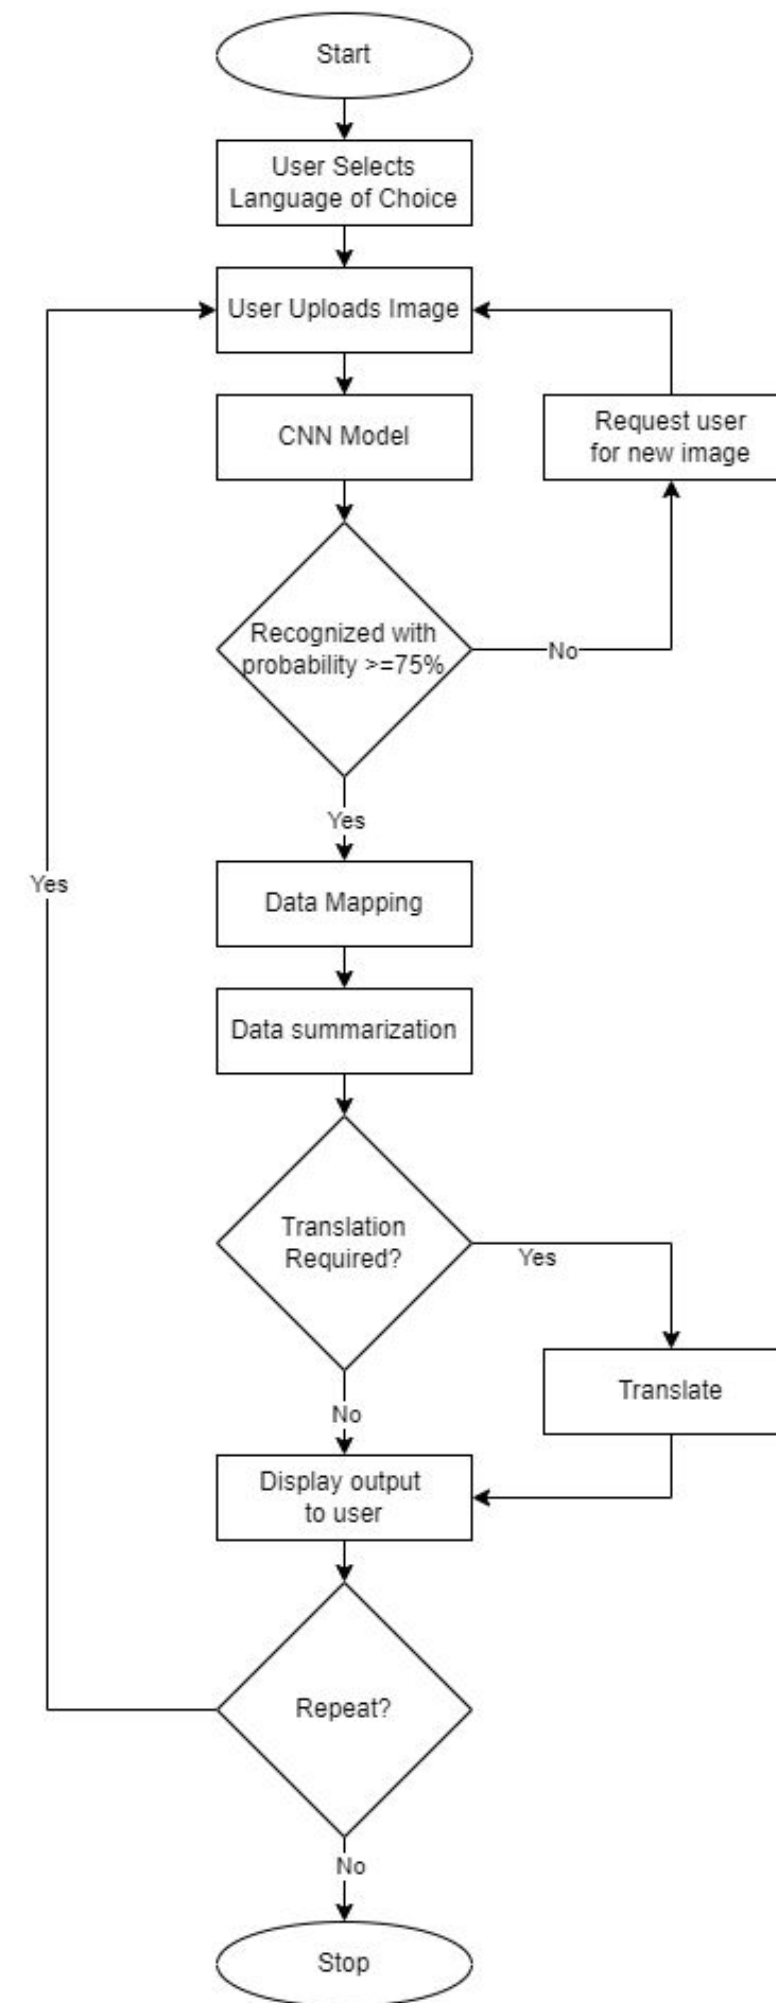 Start
User Selects
Language of Choice
User Uploads Image
CNN Model
Request user
for new image
Recognized with
probability >=75%
No
Yes
Yes
Data Mapping
Data summarization
Translation
Required?
Yes
Translate
No
Display output
to user
Repeat?
No
Stop